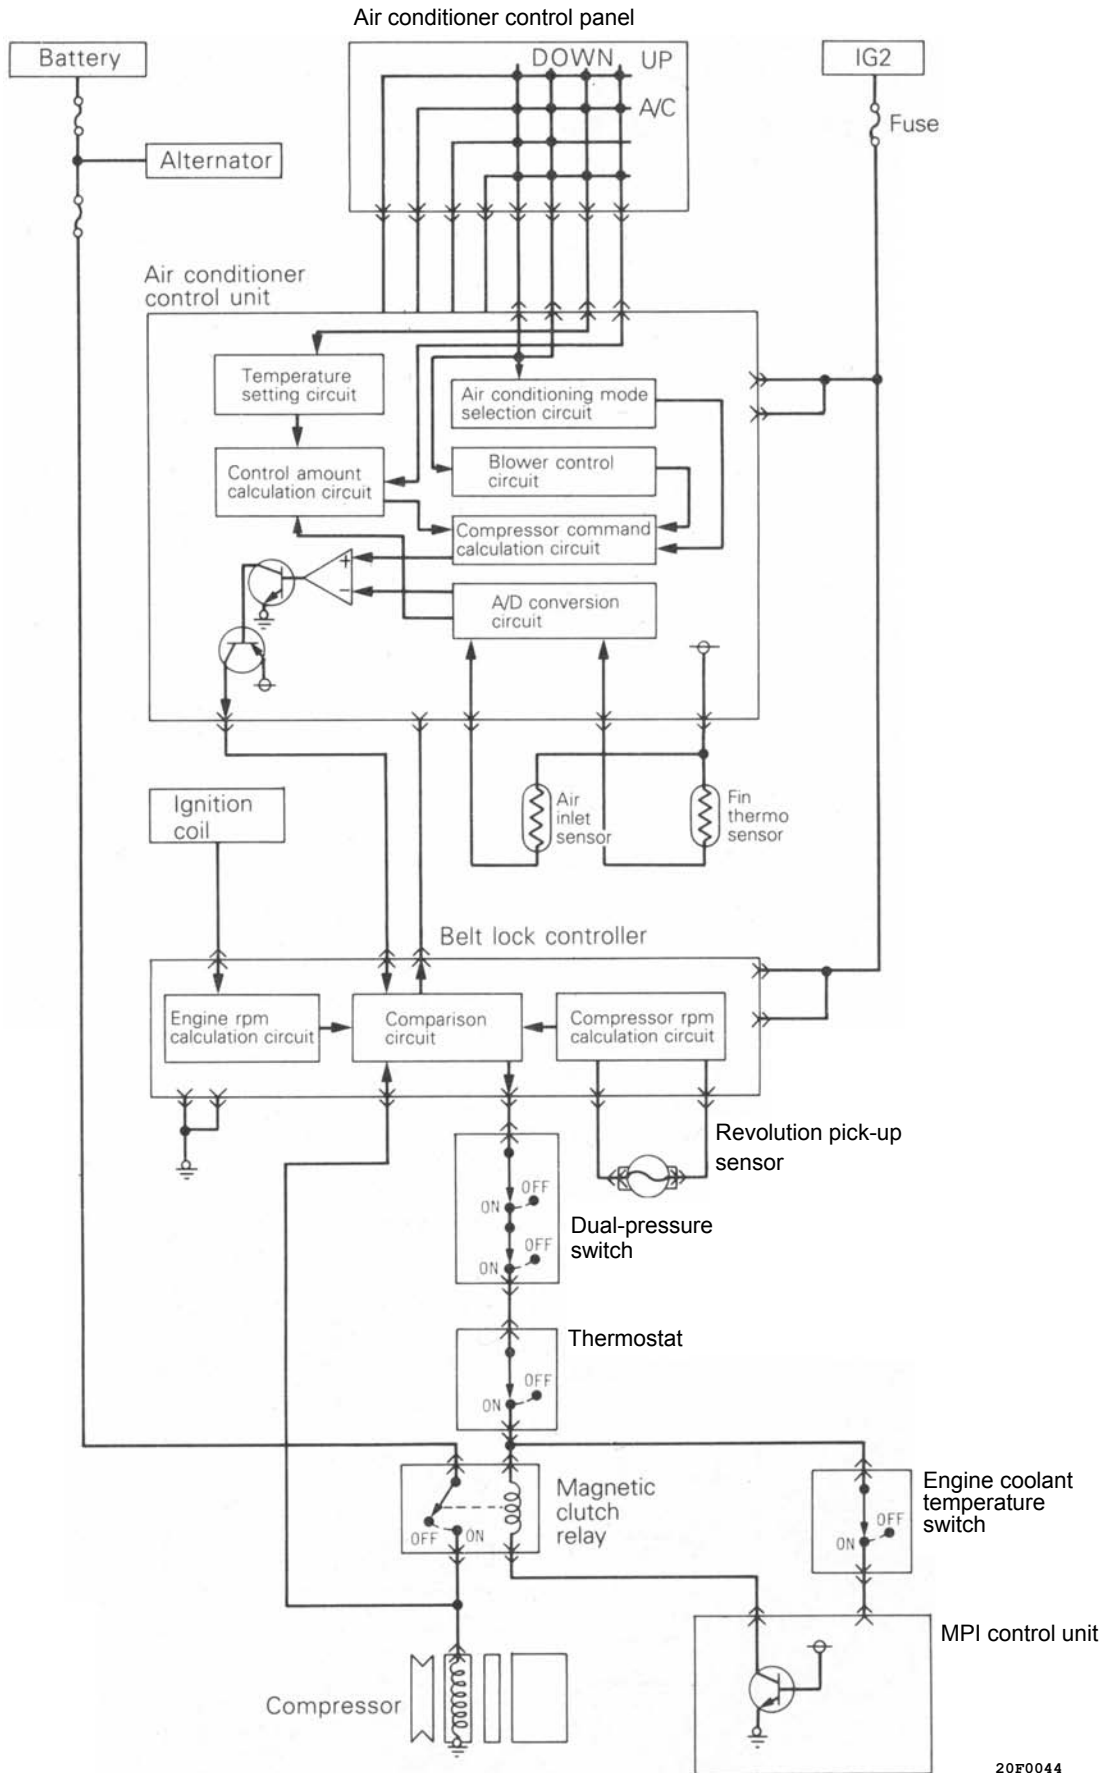 Air conditioner control panel
Battery
DOWN
UP
IG2
A/C
Fuse
Alternator
Air conditioner
control unit
Temperature
setting circuit
Air conditioning mode
selection circuit
Control amount
calculation circuit
Blower control
circuit
Compressor command
calculation circuit
+
−
A/D conversion
circuit
Ignition
coil
Air
inlet
sensor
Fin
thermo
sensor
Belt lock controller
Engine rpm
calculation circuit
Comparison
circuit
Compressor rpm
calculation circuit
Revolution pick-up
sensor
OFF
ON
Dual-pressure
switch
OFF
ON
Thermostat
OFF
ON
Magnetic
clutch
relay
OFF
ON
Engine coolant
temperature
switch
OFF
ON
MPI control unit
Compressor
20F0044